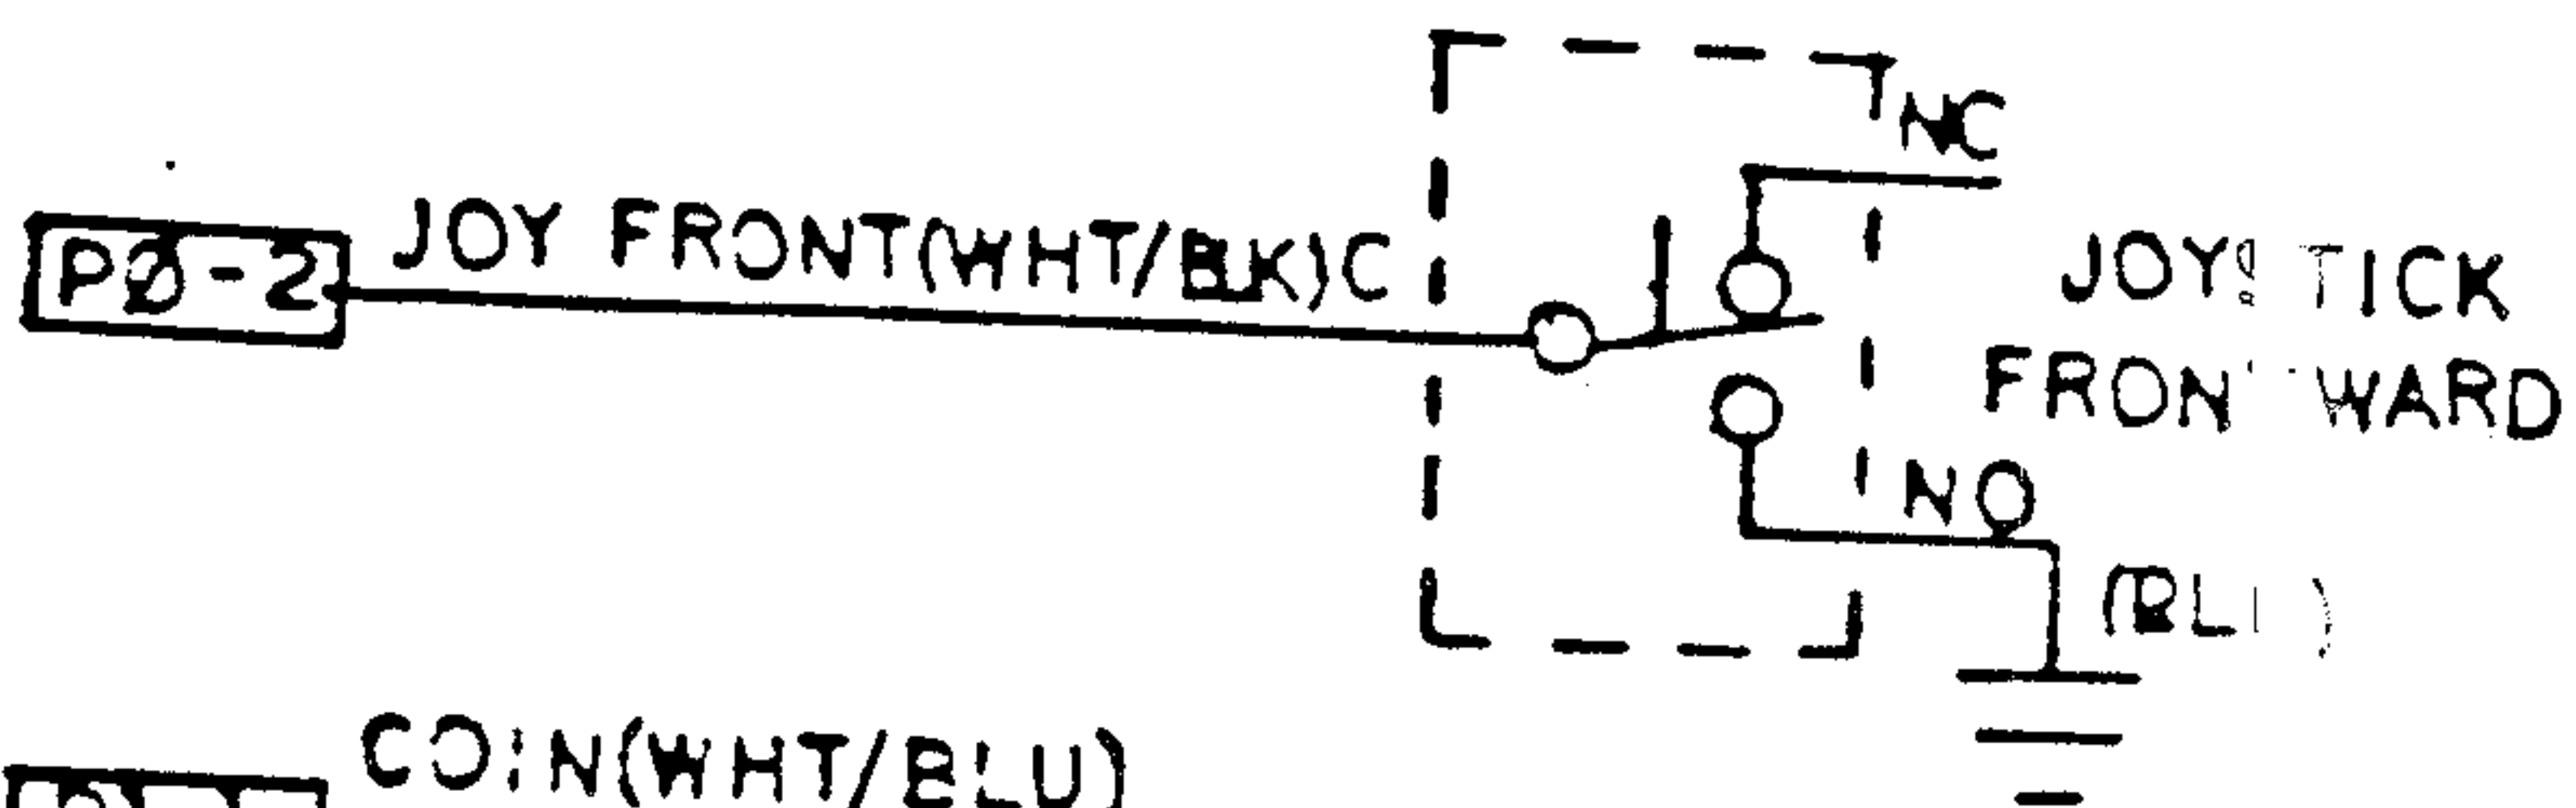 NC
PØ-2 JOY FRONT(WHT/BLK)C
JOYSTICK
FRONTWARD
NO
COIN(WHT/BLU)